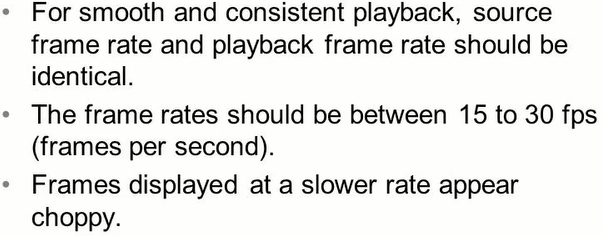 • For smooth and consistent playback, source
frame rate and playback frame rate should be
identical.
• The frame rates should be between 15 to 30 fps
(frames per second).
• Frames displayed at a slower rate appear
choppy.